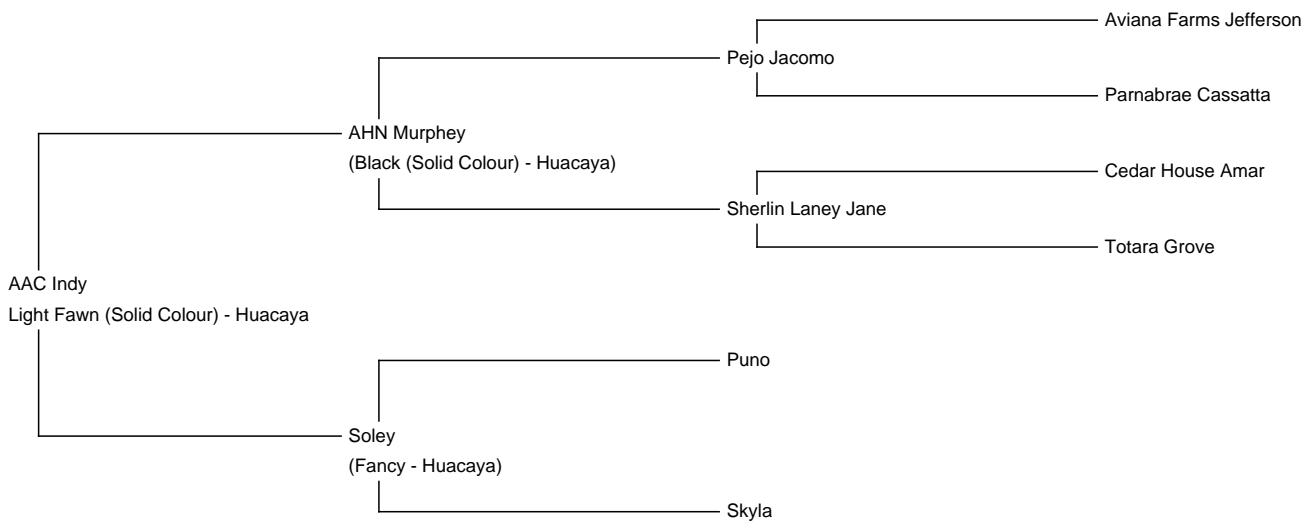 Aviana Farms Jefferson
Pejo Jacomo
Parnabrae Cassatta
AHN Murphey
(Black (Solid Colour) - Huacaya)
Cedar House Amar
Sherlin Laney Jane
Totara Grove
AAC Indy
Light Fawn (Solid Colour) - Huacaya
Puno
Soley
(Fancy - Huacaya)
Skyla